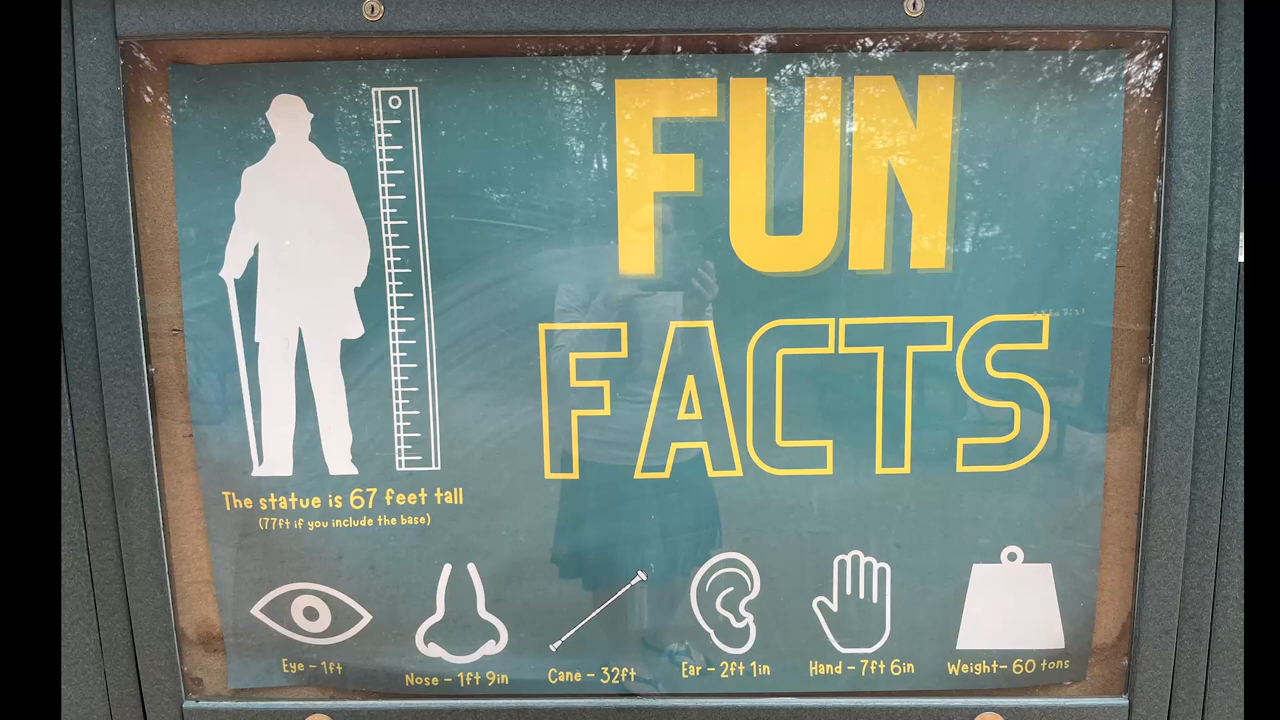 FUN
FACTS
The statue is 67 feet tall
(77ft if you include the base)
Eye - 1ft
Nose - 1ft 9in
Cane - 32ft
Ear - 2ft 1in
Hand - 7ft 6in
Weight- 60 tons